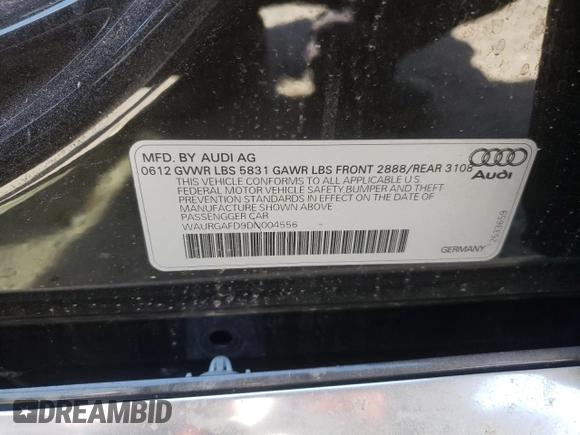 MFD. BY AUDI AG
0612 GVWR LBS 5831 GAWR LBS FRONT 2888/REAR 3108
THIS VEHICLE CONFORMS TO ALL APPLICABLE
FEDERAL MOTOR VEHICLE SAFETY,BUMPER AND THEFT
PREVENTION STANDARDS IN EFFECT ON THE DATE OF
MANUFACTURE SHOWN ABOVE
PASSENGGER CAR
WAURGAFD9DN004556
Audi
GERMANY
2533659
DREAMBID